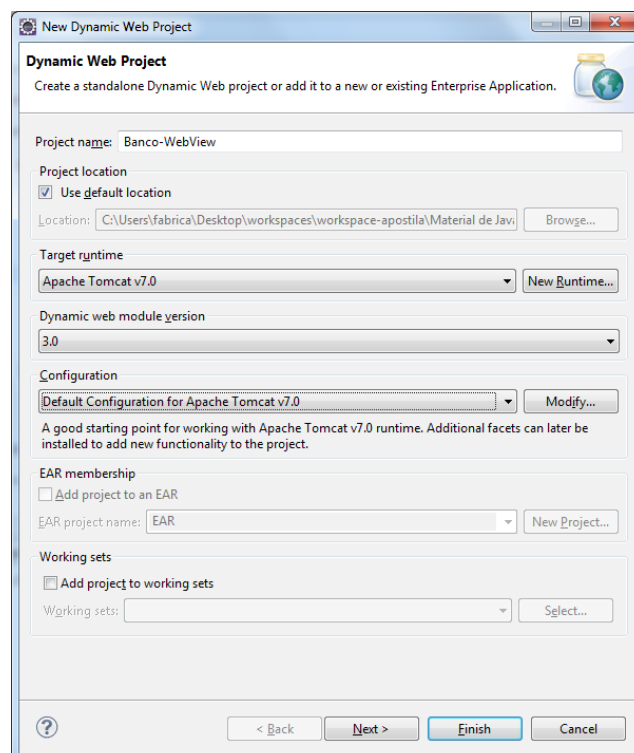 New Dynamic Web Project
Dynamic Web Project
Create a standalone Dynamic Web project or add it to a new or existing Enterprise Application.
Project name: Banco-WebView
Project location
Use default location
Location: C:\Users\fabrica\Desktop\workspaces\workspace-apostila\Material de Java Browse...
Target runtime
Apache Tomcat v7.0 New Runtime...
Dynamic web module version
3.0
Configuration
Default Configuration for Apache Tomcat v7.0 Modify...
A good starting point for working with Apache Tomcat v7.0 runtime. Additional facets can later be
installed to add new functionality to the project.
EAR membership
Add project to an EAR
EAR project name: EAR New Project...
Working sets
Add project to working sets
Working sets: Select...
? < Back Next > Finish Cancel